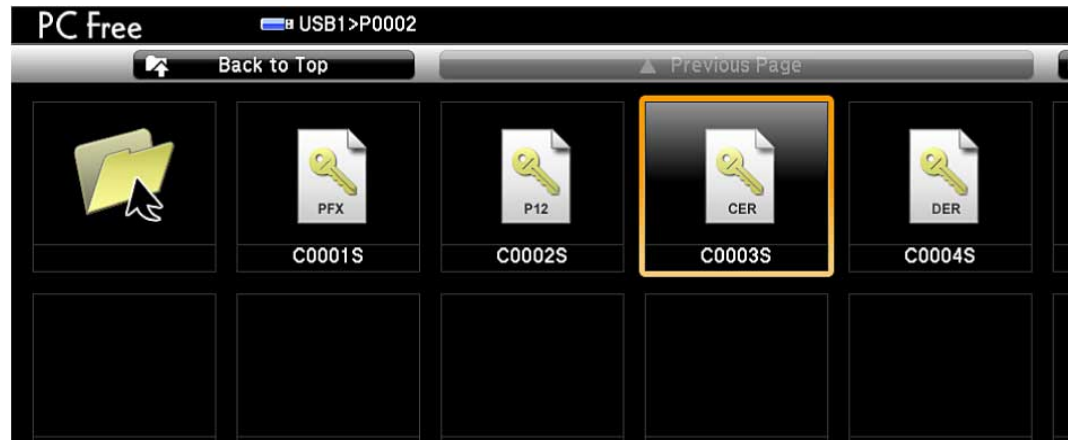 PC Free
USB1>P0002
Back to Top
Previous Page
PFX
P12
CER
DER
C0001S
C0002S
C0003S
C0004S